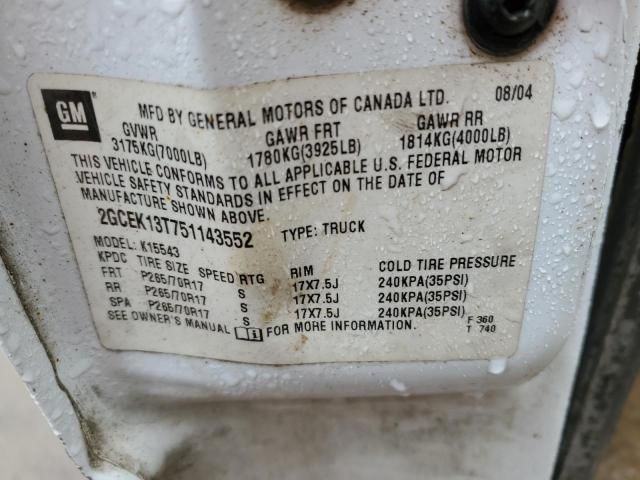 GM
MFD BY GENERAL MOTORS OF CANADA LTD. 08/04
GVWR GAWR FRT GAWR RR
3175KG(7000LB) 1780KG(3925LB) 1814KG(4000LB)
THIS VEHICLE CONFORMS TO ALL APPLICABLE U.S. FEDERAL MOTOR
VEHICLE SAFETY STANDARDS IN EFFECT ON THE DATE OF
MANUFACTURE SHOWN ABOVE.
2GCEK13T751143552 TYPE: TRUCK
MODEL: K15543
KPDC TIRE SIZE SPEED RTG RIM COLD TIRE PRESSURE
FRT P265/70R17 S 17X7.5J 240KPA(35PSI)
RR P265/70R17 S 17X7.5J 240KPA(35PSI)
SPA P265/70R17 S 17X7.5J 240KPA(35PSI)
SEE OWNER'S MANUAL FOR MORE INFORMATION. F 360
T 740